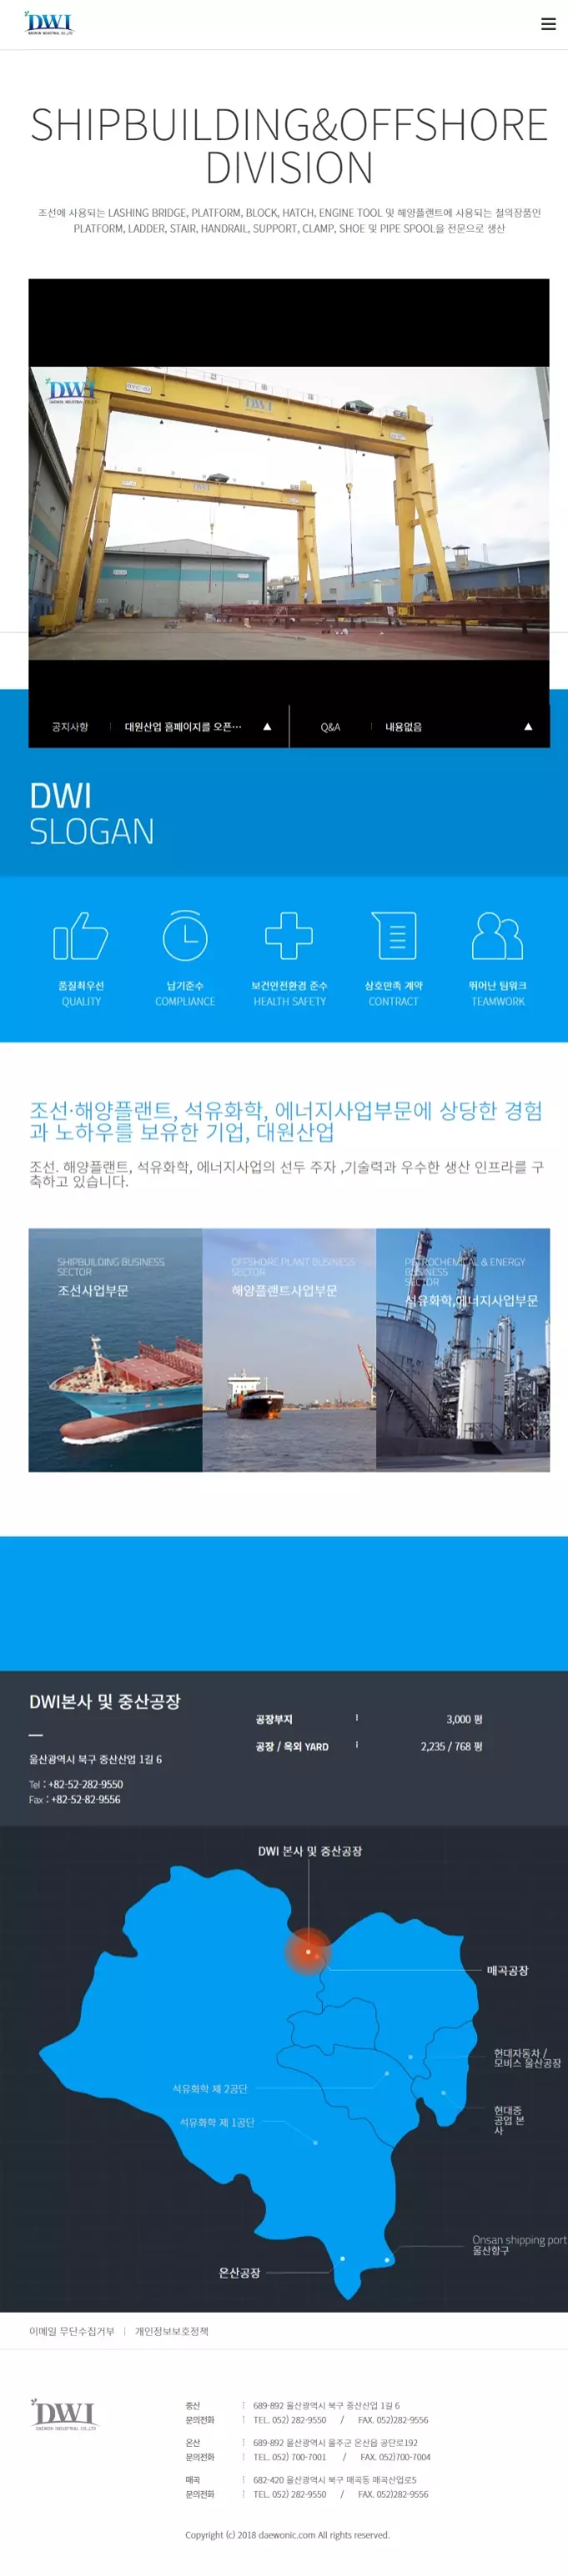 DWI
DAEWON INDUSTRIAL CO.,LTD
SHIPBUILDING&OFFSHORE
DIVISION
조선에 사용되는 LASHING BRIDGE, PLATFORM, BLOCK, HATCH, ENGINE TOOL 및 해양플랜트에 사용되는 철의장품인
PLATFORM, LADDER, STAIR, HANDRAIL, SUPPORT, CLAMP, SHOE 및 PIPE SPOOL을 전문으로 생산
DWI
DAEWON INDUSTRIAL CO.,LTD
DWI
공지사항 대원산업 홈페이지를 오픈… ▲ Q&A 내용없음 ▲
DWI
SLOGAN
품질최우선 납기준수 보건안전환경 준수 상호만족 계약 뛰어난 팀워크
QUALITY COMPLIANCE HEALTH SAFETY CONTRACT TEAMWORK
조선·해양플랜트, 석유화학, 에너지사업부문에 상당한 경험
과 노하우를 보유한 기업, 대원산업
조선. 해양플랜트, 석유화학, 에너지사업의 선두 주자 ,기술력과 우수한 생산 인프라를 구
축하고 있습니다.
SHIPBUILDING BUSINESS
SECTOR
조선사업부문
OFFSHORE PLANT BUSINESS
SECTOR
해양플랜트사업부문
PETROCHEMICAL & ENERGY
BUSINESS
SECTOR
석유화학,에너지사업부문
DWI본사 및 중산공장
울산광역시 북구 중산산업 1길 6
Tel : +82-52-282-9550
Fax : +82-52-82-9556
공장부지 : 3,000 평
공장 / 옥외 YARD : 2,235 / 768 평
DWI 본사 및 중산공장
매곡공장
현대자동차 /
모비스 울산공장
석유화학 제 2공단
현대중
공업 본
사
석유화학 제 1공단
Onsan shipping port
울산항구
온산공장
이메일 무단수집거부 | 개인정보보호정책
DWI
DAEWON INDUSTRIAL CO.,LTD
중산 : 689-892 울산광역시 북구 중산산업 1길 6
문의전화 : TEL. 052) 282-9550 / FAX. 052)282-9556
온산 : 689-892 울산광역시 울주군 온산읍 공단로192
문의전화 : TEL. 052) 700-7001 / FAX. 052)700-7004
매곡 : 682-420 울산광역시 북구 매곡동 매곡산업로5
문의전화 : TEL. 052) 282-9550 / FAX. 052)282-9556
Copyright (c) 2018 daewonic.com All rights reserved.